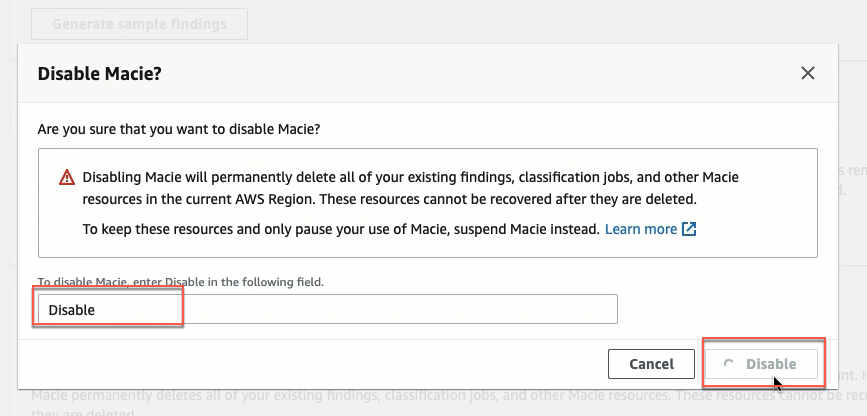 Generate sample findings
Disable Macie?
Are you sure that you want to disable Macie?
Disabling Macie will permanently delete all of your existing findings, classification jobs, and other Macie
resources in the current AWS Region. These resources cannot be recovered after they are deleted.
To keep these resources and only pause your use of Macie, suspend Macie instead. Learn more
To disable Macie, enter Disable in the following field.
Disable
Cancel
Disable
Macie permanently deletes all of your existing findings, classification jobs, and other Macie resources. These resources cannot be
they are deleted.